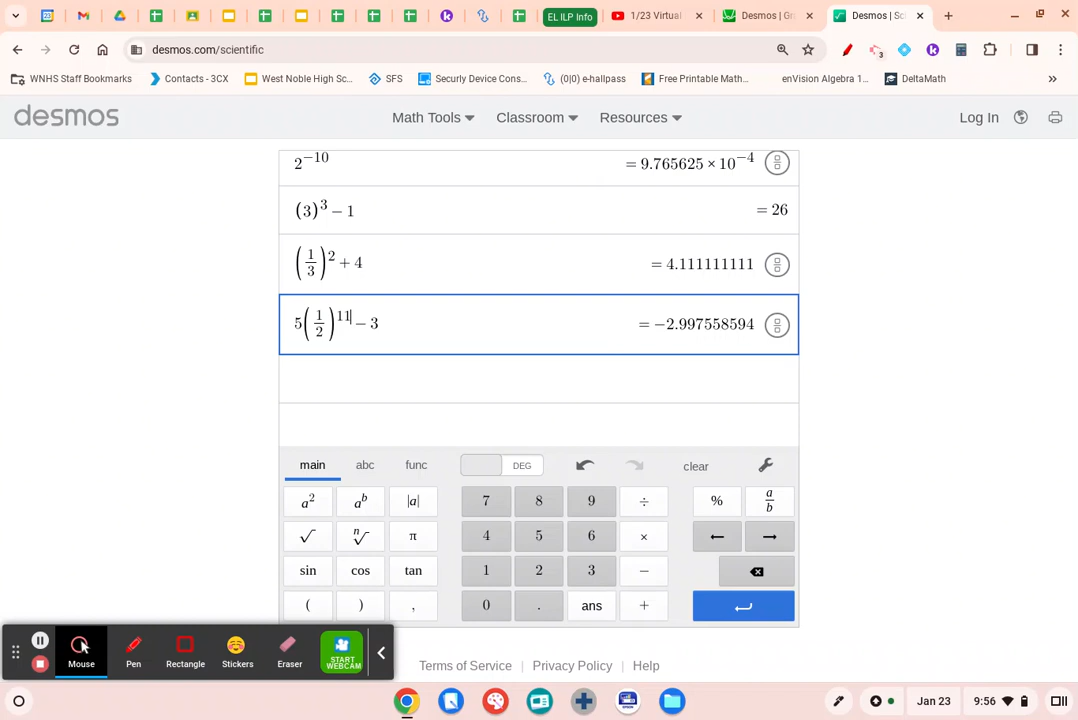 EL ILP Info
1/23 Virtual
Desmos | Gr
Desmos | Sc
desmos.com/scientific
3
WNHS Staff Bookmarks
Contacts - 3CX
West Noble High Sc...
SFS
Securly Device Cons...
(0|0) e-hallpass
Free Printable Math...
enVision Algebra 1...
DeltaMath
desmos
Math Tools
Classroom
Resources
Log In
2^−10 = 9.765625 × 10^−4
(3)^3 − 1 = 26
(1/3)^2 + 4 = 4.111111111
5(1/2)^11 − 3 = −2.997558594
main abc func DEG clear
a^2 a^b |a| 7 8 9 ÷ % a/b
√ ⁿ√ π 4 5 6 × ← →
sin cos tan 1 2 3 −
( ) , 0 . ans +
Mouse
Pen
Rectangle
Stickers
Eraser
START
WEBCAM
Terms of Service | Privacy Policy | Help
Jan 23
9:56